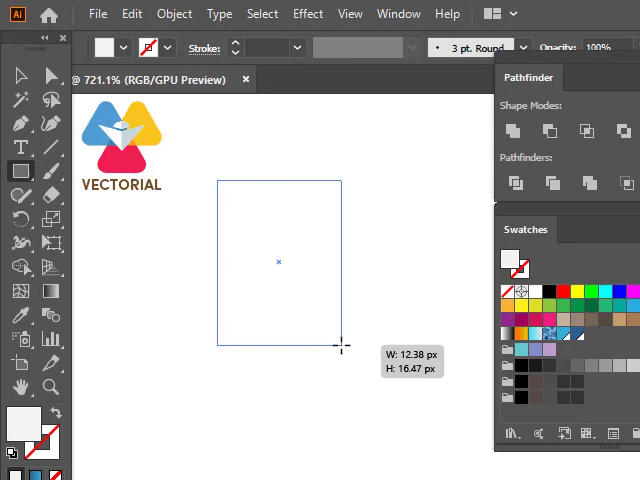 Ai File Edit Object Type Select Effect View Window Help
Stroke: 3 pt. Round Opacity: 100%
@ 721.1% (RGB/GPU Preview) ×
Pathfinder
Shape Modes:
Pathfinders:
VECTORIAL
Swatches
W: 12.38 px
H: 16.47 px